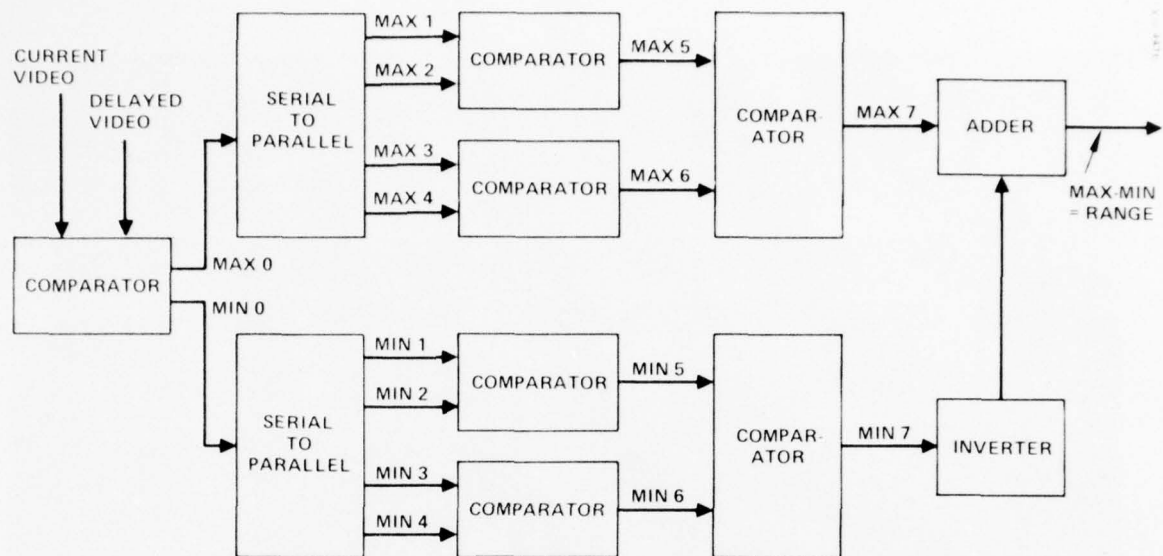 CURRENT
VIDEO
DELAYED
VIDEO
COMPARATOR
MAX 0
MIN 0
SERIAL
TO
PARALLEL
MAX 1
MAX 2
MAX 3
MAX 4
COMPARATOR
COMPARATOR
MAX 5
MAX 6
COMPAR-
ATOR
MAX 7
ADDER
MAX-MIN
= RANGE
SERIAL
TO
PARALLEL
MIN 1
MIN 2
MIN 3
MIN 4
COMPARATOR
COMPARATOR
MIN 5
MIN 6
COMPAR-
ATOR
MIN 7
INVERTER